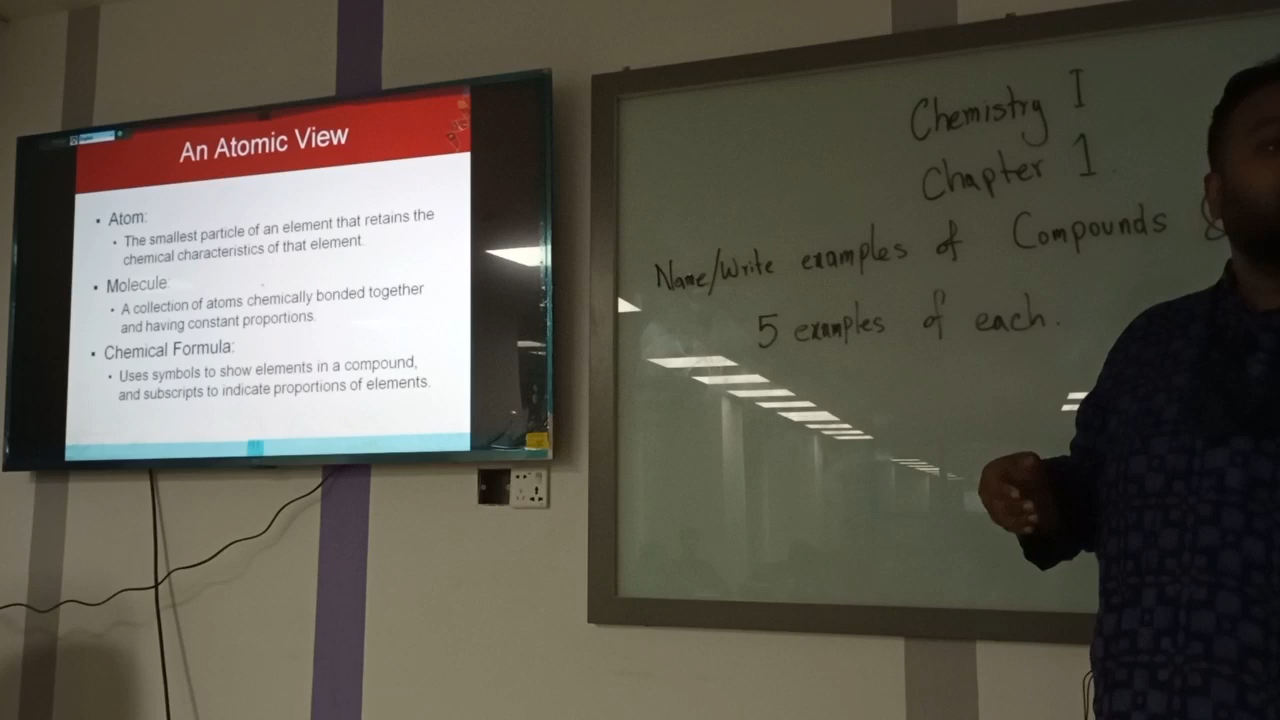 An Atomic View
▪ Atom:
• The smallest particle of an element that retains the
chemical characteristics of that element.
▪ Molecule:
• A collection of atoms chemically bonded together
and having constant proportions.
▪ Chemical Formula:
• Uses symbols to show elements in a compound,
and subscripts to indicate proportions of elements.
Chemistry I
Chapter 1.
Name/Write examples of Compounds &
5 examples of each.